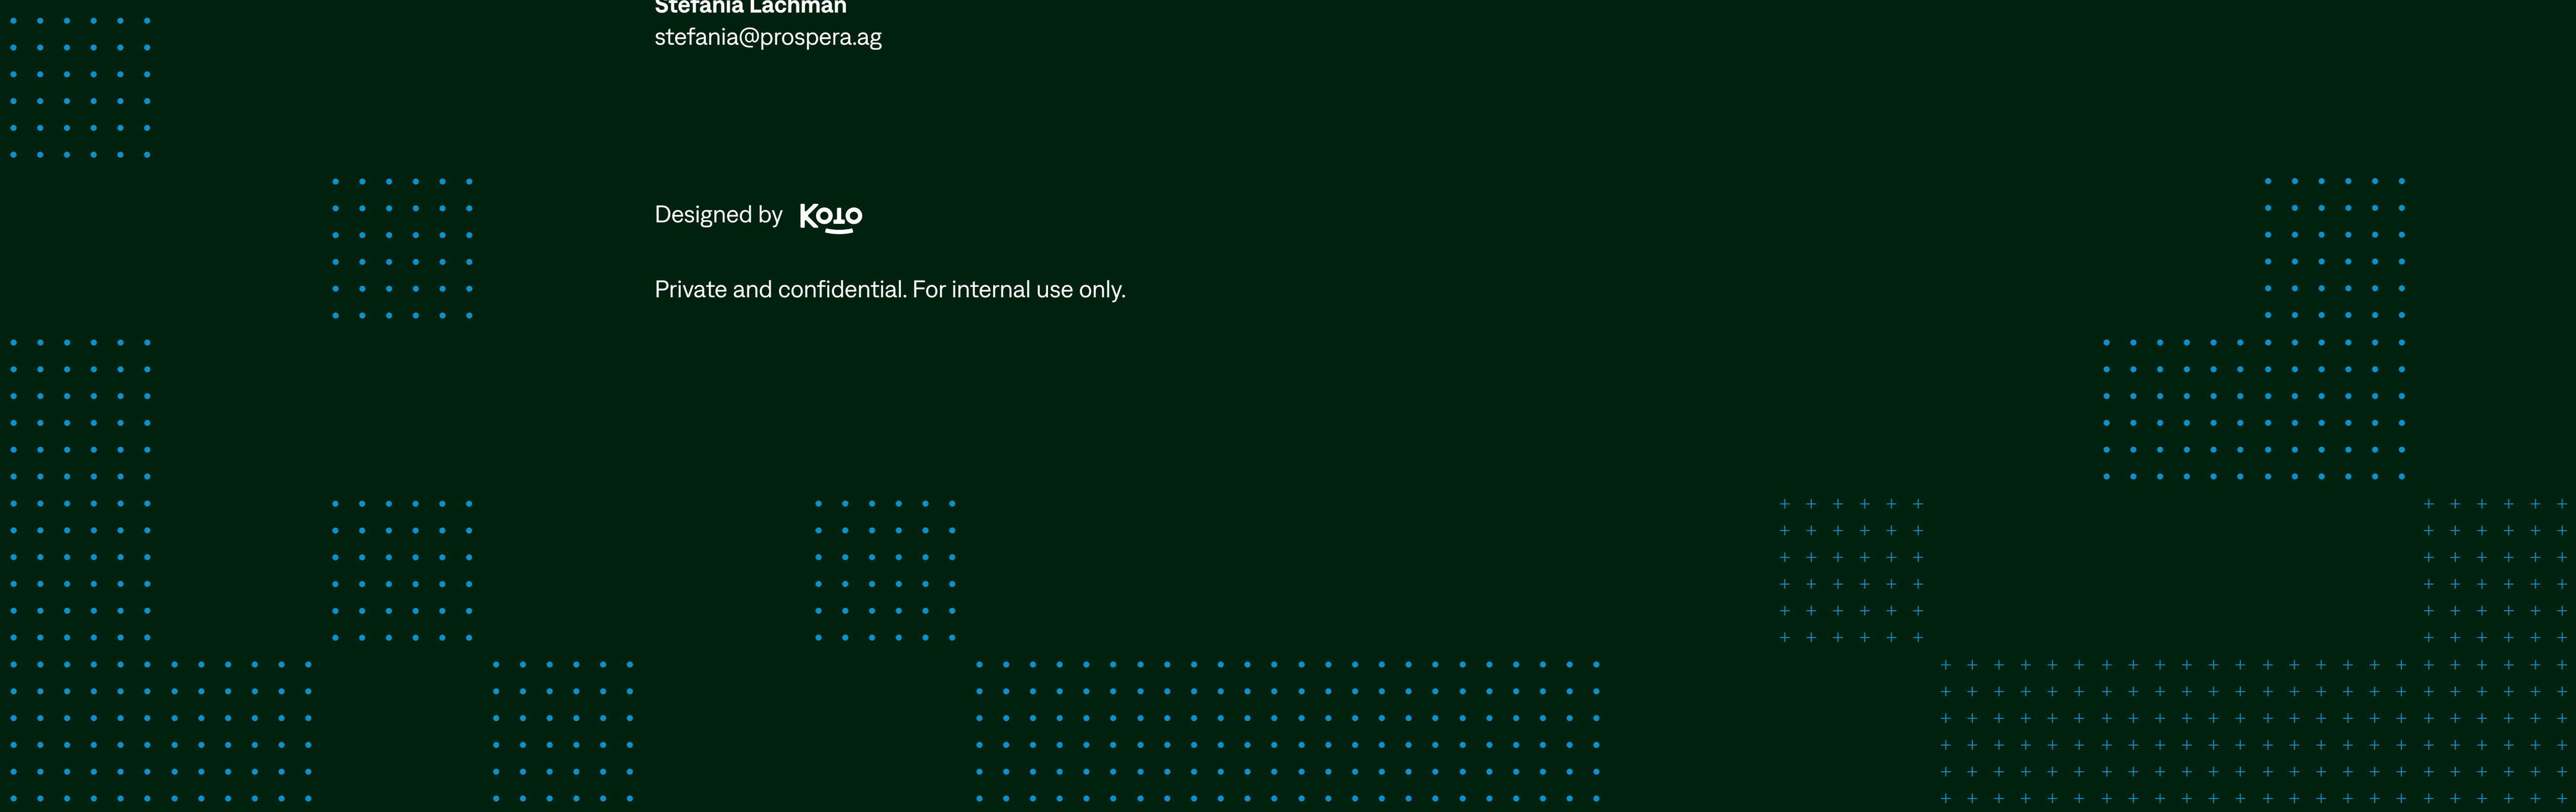 Stefania Lachman
stefania@prospera.ag
Designed by Koto
Private and confidential. For internal use only.